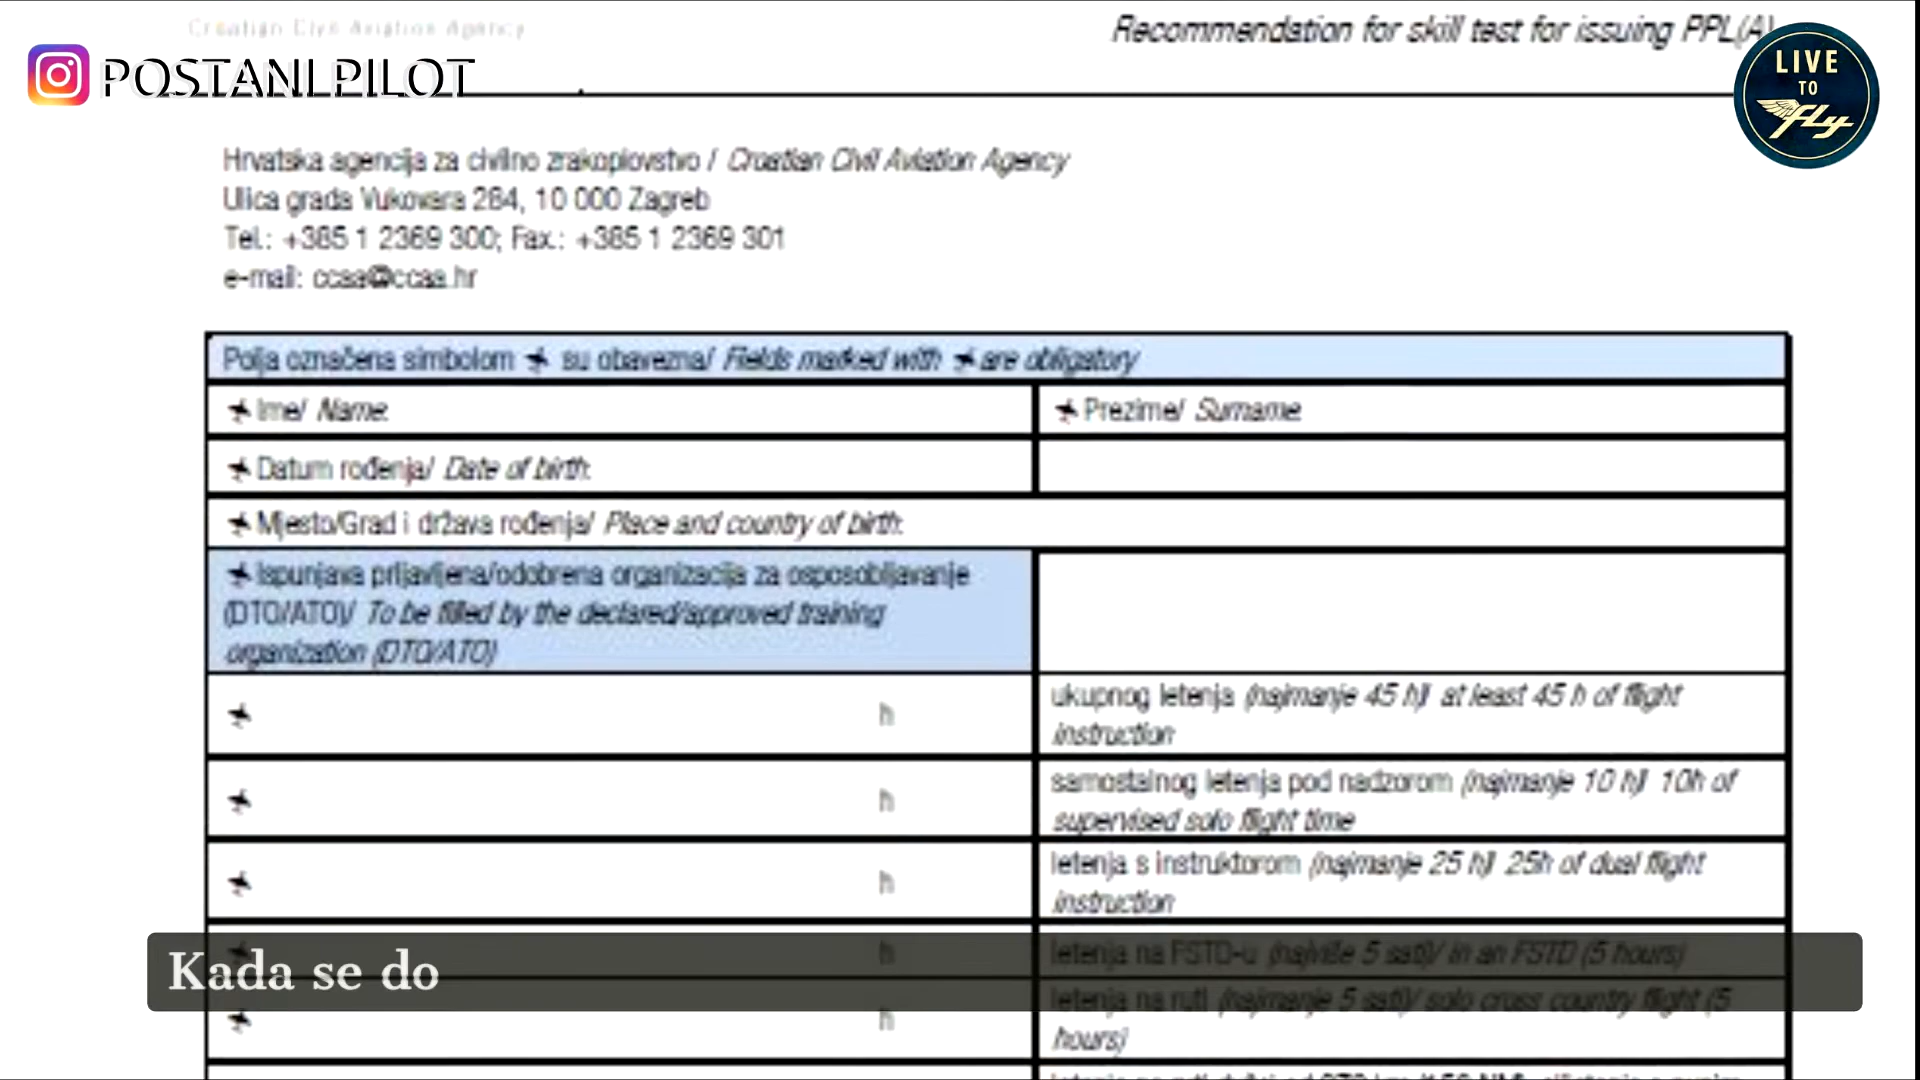 Croatian Civil Aviation Agency
Recommendation for skill test for issuing PPL(A)
POSTANI PILOT
LIVE
TO
fly
Hrvatska agencija za civilno zrakoplovstvo / Croatian Civil Aviation Agency
Ulica grada Vukovara 284, 10 000 Zagreb
Tel.: +385 1 2369 300; Fax.: +385 1 2369 301
e-mail: ccaa@ccaa.hr
Polja označena simbolom su obavezna/ Fields marked with are obligatory
Ime/ Name:
Prezime/ Surname:
Datum rođenja/ Date of birth:
Mjesto/Grad i država rođenja/ Place and country of birth:
Ispunjava prijavljena/odobrena organizacija za osposobljavanje
(DTO/ATO)/ To be filled by the declared/approved training
organization (DTO/ATO)
h
ukupnog letenja (najmanje 45 h)/ at least 45 h of flight
instruction
h
samostalnog letenja pod nadzorom (najmanje 10 h)/ 10h of
supervised solo flight time
h
letenja s instruktorom (najmanje 25 h)/ 25h of dual flight
instruction
h
letenja na FSTD-u (najviše 5 sati)/ in an FSTD (5 hours)
Kada se do
h
letenja na ruti (najmanje 5 sati)/ solo cross country flight (5
hours)